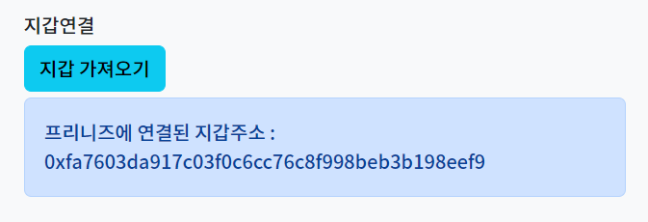 지갑연결
지갑 가져오기
프리니즈에 연결된 지갑주소 :
0xfa7603da917c03f0c6cc76c8f998beb3b198eef9